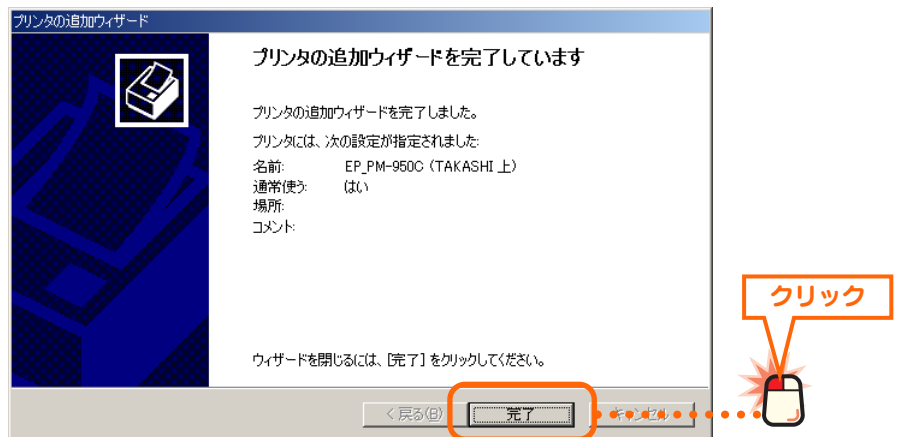 プリンタの追加ウィザード
プリンタの追加ウィザードを完了しています
プリンタの追加ウィザードを完了しました。
プリンタには、次の設定が指定されました:
名前: EP_PM-950C (TAKASHI 上)
通常使う: はい
場所:
コメント:
クリック
ウィザードを閉じるには、[完了] をクリックしてください。
< 戻る(B) 完了 キャンセル